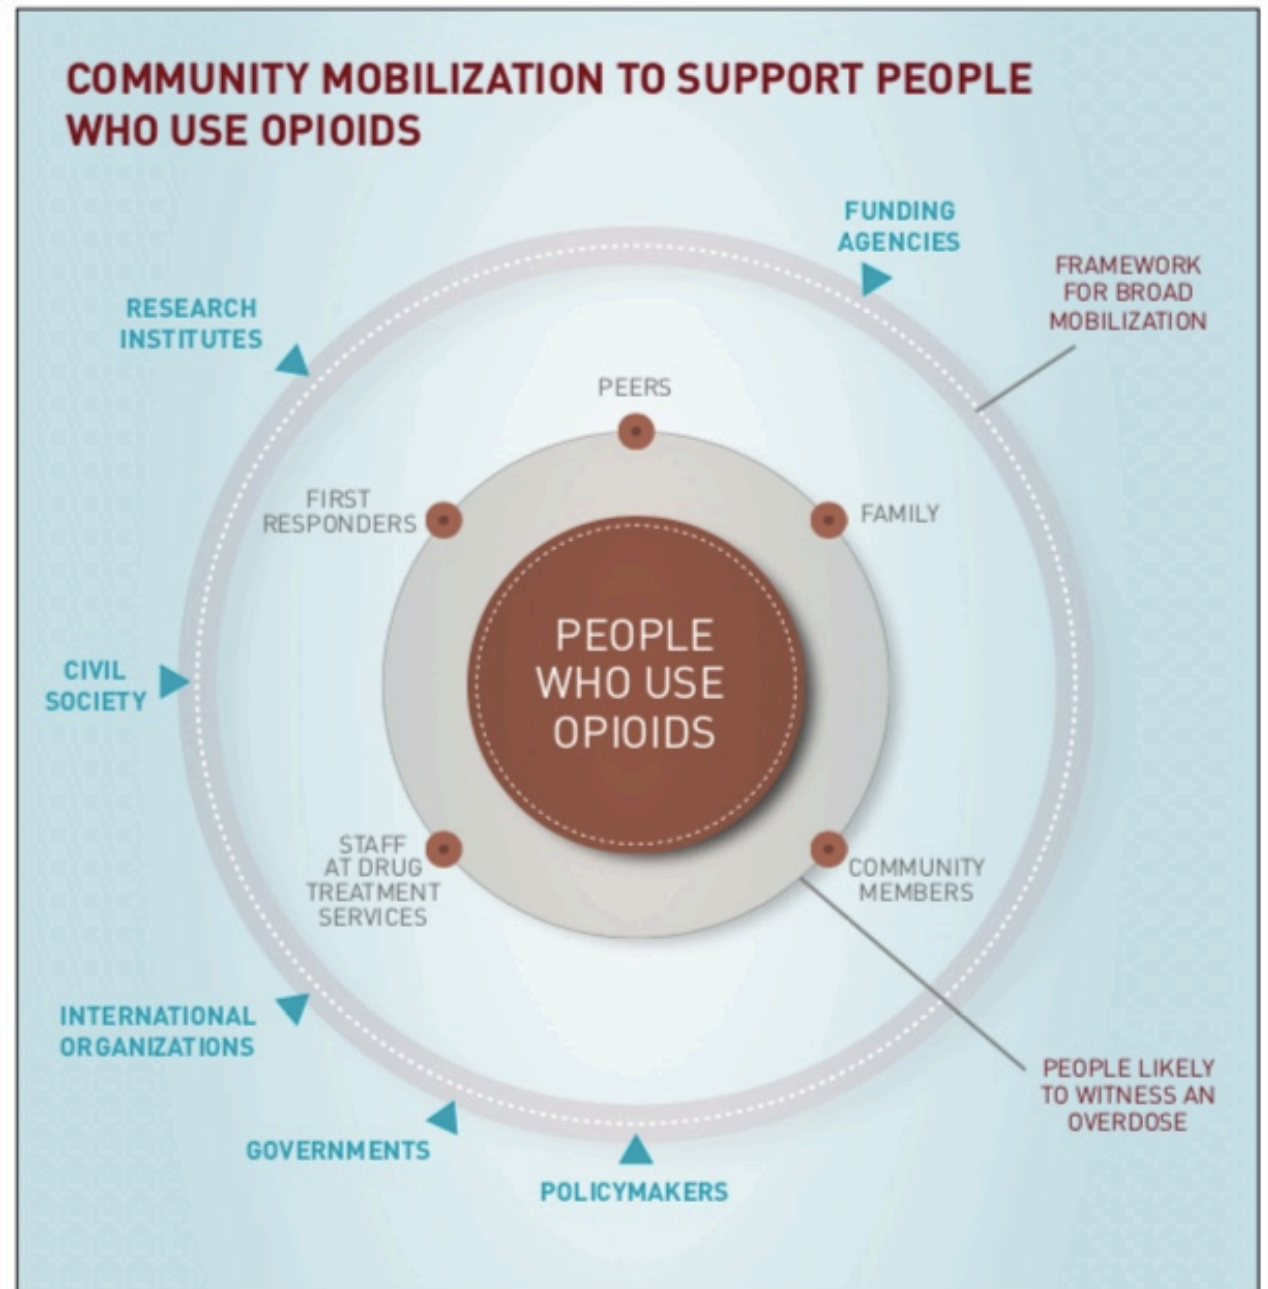 COMMUNITY MOBILIZATION TO SUPPORT PEOPLE
WHO USE OPIOIDS
FUNDING
AGENCIES
FRAMEWORK
FOR BROAD
MOBILIZATION
RESEARCH
INSTITUTES
PEERS
FIRST
RESPONDERS
FAMILY
PEOPLE
WHO USE
OPIOIDS
CIVIL
SOCIETY
STAFF
AT DRUG
TREATMENT
SERVICES
COMMUNITY
MEMBERS
INTERNATIONAL
ORGANIZATIONS
PEOPLE LIKELY
TO WITNESS AN
OVERDOSE
GOVERNMENTS
POLICYMAKERS